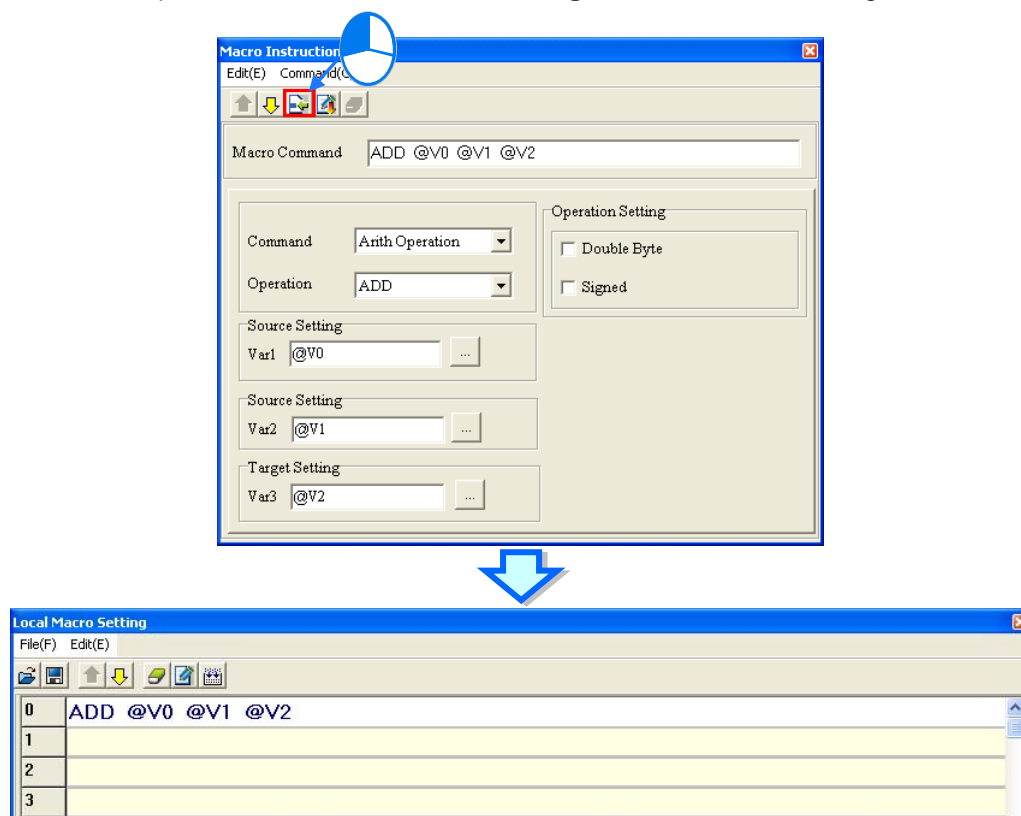 Macro Instruction
Edit(E) Command(C
Macro Command ADD @V0 @V1 @V2
Operation Setting
Command Arith Operation
Double Byte
Operation ADD
Signed
Source Setting
Var1 @V0 ...
Source Setting
Var2 @V1 ...
Target Setting
Var3 @V2 ...
Local Macro Setting
File(F) Edit(E)
0 ADD @V0 @V1 @V2
1
2
3